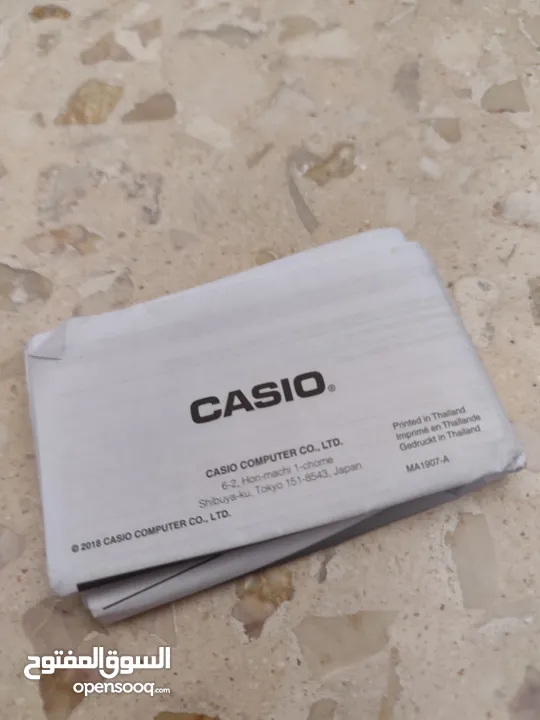 CASIO®
CASIO COMPUTER CO., LTD.
6-2, Hon-machi 1-chome
Shibuya-ku, Tokyo 151-8543, Japan
Printed in Thailand
Imprimé en Thaïlande
Gedruckt in Thailand
MA1907-A
© 2018 CASIO COMPUTER CO., LTD.
السوق المفتوح
opensooq.com